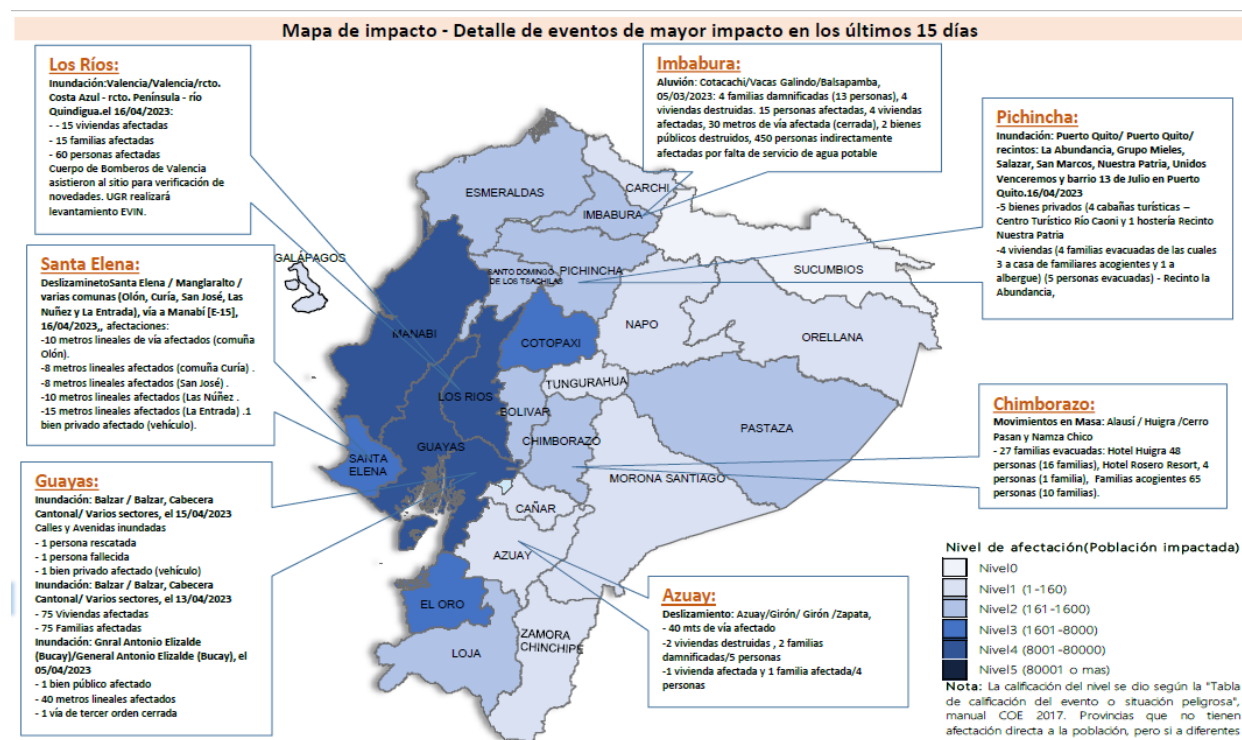 Mapa de impacto - Detalle de eventos de mayor impacto en los últimos 15 días
Los Ríos:
Inundación:Valencia/Valencia/rcto.
Costa Azul - rcto. Península - río
Quindigua.el 16/04/2023:
- - 15 viviendas afectadas
- 15 familias afectadas
- 60 personas afectadas
Cuerpo de Bomberos de Valencia
asistieron al sitio para verificación de
novedades. UGR realizará
levantamiento EVIN.
Santa Elena:
DeslizaminetoSanta Elena / Manglaralto /
varias comunas (Olón, Curía, San José, Las
Nuñez y La Entrada), vía a Manabí [E-15],
16/04/2023,, afectaciones:
-10 metros lineales de vía afectados (comuña
Olón).
-8 metros lineales afectados (comuña Curía) .
-8 metros lineales afectados (San José) .
-10 metros lineales afectados (Las Núñez .
-15 metros lineales afectados (La Entrada) .1
bien privado afectado (vehículo).
Guayas:
Inundación: Balzar / Balzar, Cabecera
Cantonal/ Varios sectores, el 15/04/2023
Calles y Avenidas inundadas
- 1 persona rescatada
- 1 persona fallecida
- 1 bien privado afectado (vehículo)
Inundación: Balzar / Balzar, Cabecera
Cantonal/ Varios sectores, el 13/04/2023
- 75 Viviendas afectadas
- 75 Familias afectadas
Inundación: Gnral Antonio Elizalde
(Bucay)/General Antonio Elizalde (Bucay), el
05/04/2023
- 1 bien público afectado
- 40 metros lineales afectados
- 1 vía de tercer orden cerrada
Imbabura:
Aluvión: Cotacachi/Vacas Galindo/Balsapamba,
05/03/2023: 4 familias damnificadas (13 personas), 4
viviendas destruidas. 15 personas afectadas, 4 viviendas
afectadas, 30 metros de vía afectada (cerrada), 2 bienes
públicos destruidos, 450 personas indirectamente
afectadas por falta de servicio de agua potable
Pichincha:
Inundación: Puerto Quito/ Puerto Quito/
recintos: La Abundancia, Grupo Mieles,
Salazar, San Marcos, Nuestra Patria, Unidos
Venceremos y barrio 13 de Julio en Puerto
Quito.16/04/2023
-5 bienes privados (4 cabañas turísticas –
Centro Turístico Río Caoni y 1 hostería Recinto
Nuestra Patria
-4 viviendas (4 familias evacuadas de las cuales
3 a casa de familiares acogientes y 1 a
albergue) (5 personas evacuadas) - Recinto la
Abundancia,
Chimborazo:
Movimientos en Masa: Alausí / Huigra /Cerro
Pasan y Namza Chico
- 27 familias evacuadas: Hotel Huigra 48
personas (16 familias), Hotel Rosero Resort, 4
personas (1 familia), Familias acogientes 65
personas (10 familias).
Azuay:
Deslizamiento: Azuay/Girón/ Girón /Zapata,
- 40 mts de vía afectado
-2 viviendas destruidas , 2 familias
damnificadas/5 personas
-1 vivienda afectada y 1 familia afectada/4
personas
ESMERALDAS
CARCHI
IMBABURA
GALÁPAGOS
SANTO DOMINGO
DE LOS TSACHILAS
PICHINCHA
SUCUMBIOS
MANABI
NAPO
ORELLANA
COTOPAXI
TUNGURAHUA
LOS RIOS
BOLIVAR
PASTAZA
GUAYAS
CHIMBORAZO
SANTA
ELENA
MORONA SANTIAGO
CAÑAR
AZUAY
EL ORO
ZAMORA
CHINCHIPE
LOJA
Nivel de afectación(Población impactada)
Nivel0
Nivel1 (1-160)
Nivel2 (161-1600)
Nivel3 (1601-8000)
Nivel4 (8001-80000)
Nivel5 (80001 o mas)
Nota: La calificación del nivel se dio según la "Tabla
de calificación del evento o situación peligrosa",
manual COE 2017. Provincias que no tienen
afectación directa a la población, pero si a diferentes